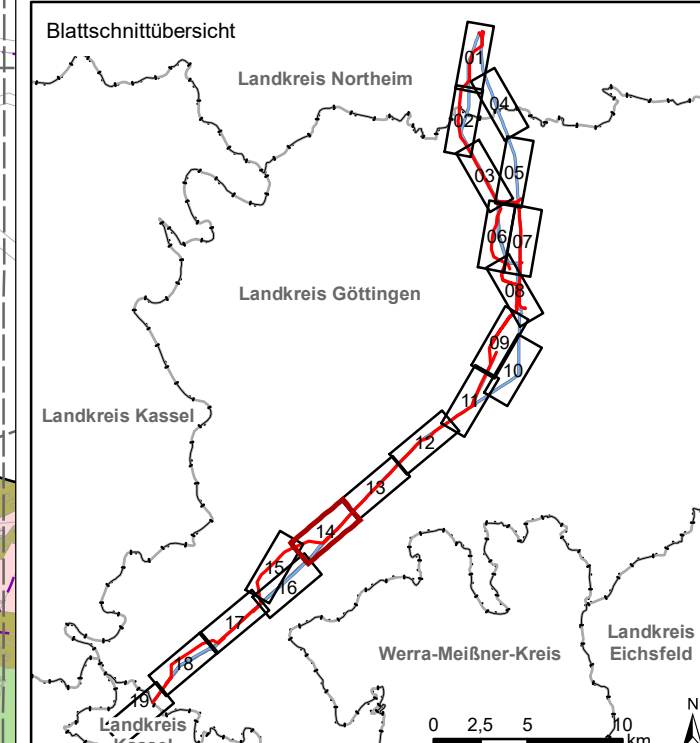 Blattschnittübersicht
01
Landkreis Northeim
04
02
03
05
06
07
Landkreis Göttingen
08
09
10
Landkreis Kassel
11
12
13
14
15
16
17
Landkreis
Eichsfeld
Werra-Meißner-Kreis
18
19
N
Landkreis
Kassel
0 2,5 5 10
km